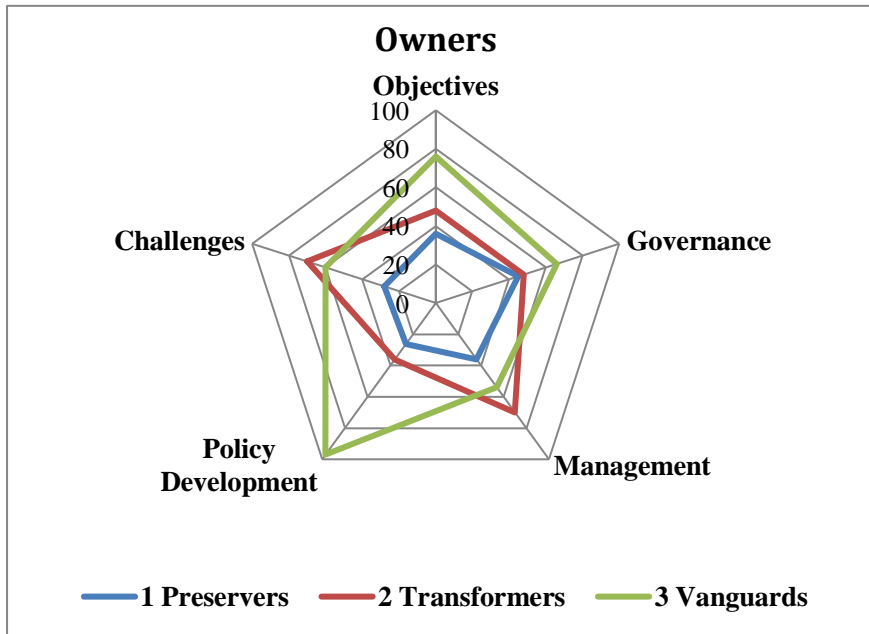 Owners
Objectives
100
80
60
40
20
0
Governance
Management
Policy
Development
Challenges
1 Preservers 2 Transformers 3 Vanguards